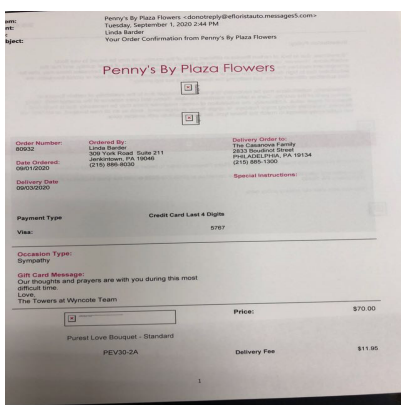 Penny's By Plaza Flowers <donotreply@efloristauto.messages5.com>
Tuesday, September 1, 2020 2:44 PM
Linda Barder
Your Order Confirmation from Penny's By Plaza Flowers
Penny's By Plaza Flowers
Order Number:
80932
Date Ordered:
09/01/2020
Delivery Date
09/03/2020
Ordered By:
Linda Barder
309 York Road Suite 211
Jenkintown, PA 19046
(215) 886-8030
Delivery Order to:
The Casanova Family
2833 Boudinot Street
PHILADELPHIA, PA 19134
(215) 885-1300
Special Instructions:
Payment Type Credit Card Last 4 Digits
Visa: 5767
Occasion Type:
Sympathy
Gift Card Message:
Our thoughts and prayers are with you during this most
difficult time.
Love,
The Towers at Wyncote Team
Price: $70.00
Purest Love Bouquet - Standard
PEV30-2A
Delivery Fee $11.95
1